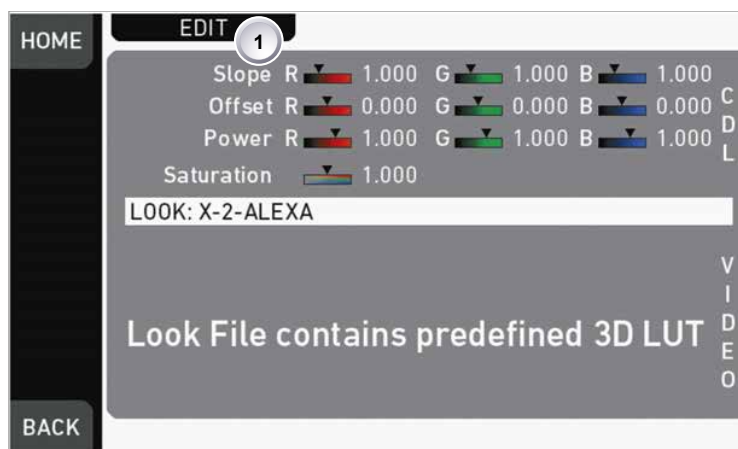 HOME
EDIT
1
Slope R 1.000 G 1.000 B 1.000
Offset R 0.000 G 0.000 B 0.000
Power R 1.000 G 1.000 B 1.000
CDL
Saturation 1.000
LOOK: X-2-ALEXA
Look File contains predefined 3D LUT
VIDEO
BACK